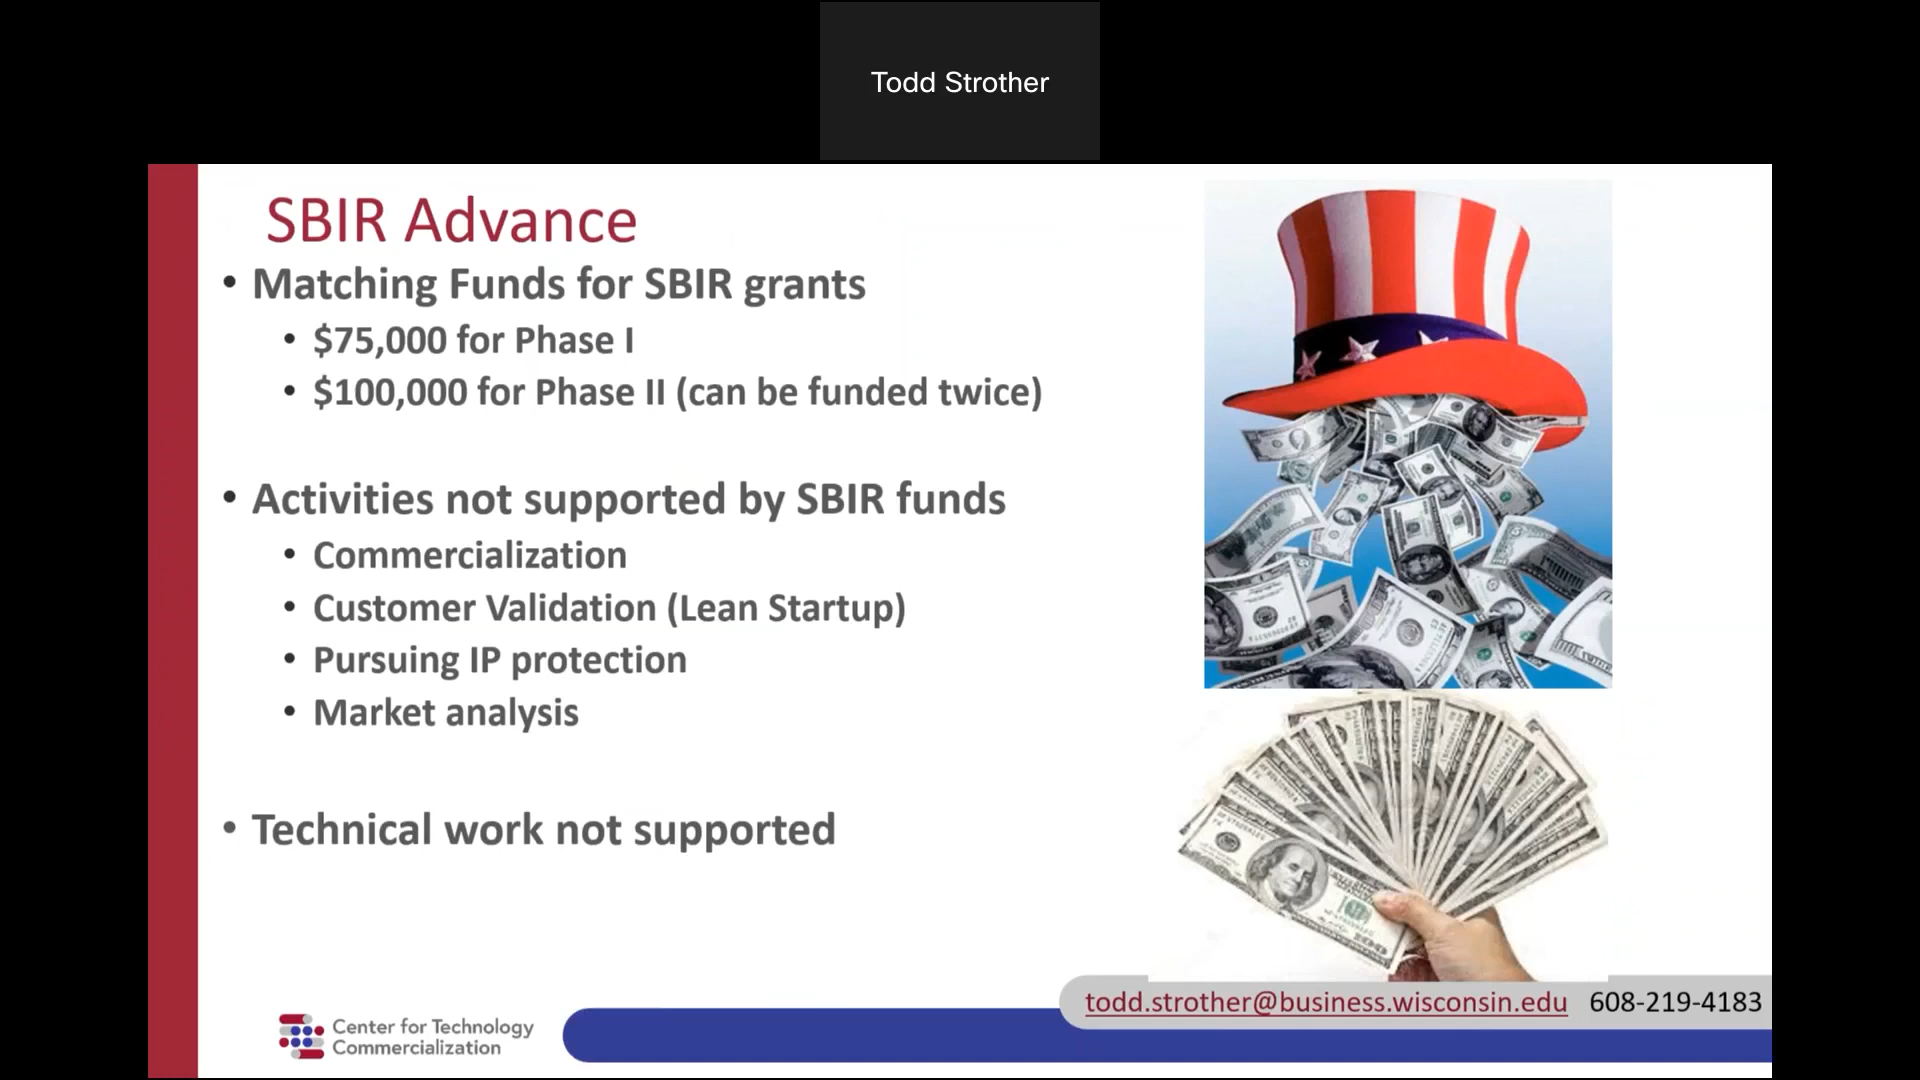 Todd Strother
SBIR Advance
• Matching Funds for SBIR grants
• $75,000 for Phase I
• $100,000 for Phase II (can be funded twice)
• Activities not supported by SBIR funds
• Commercialization
• Customer Validation (Lean Startup)
• Pursuing IP protection
• Market analysis
• Technical work not supported
todd.strother@business.wisconsin.edu 608-219-4183
Center for Technology
Commercialization